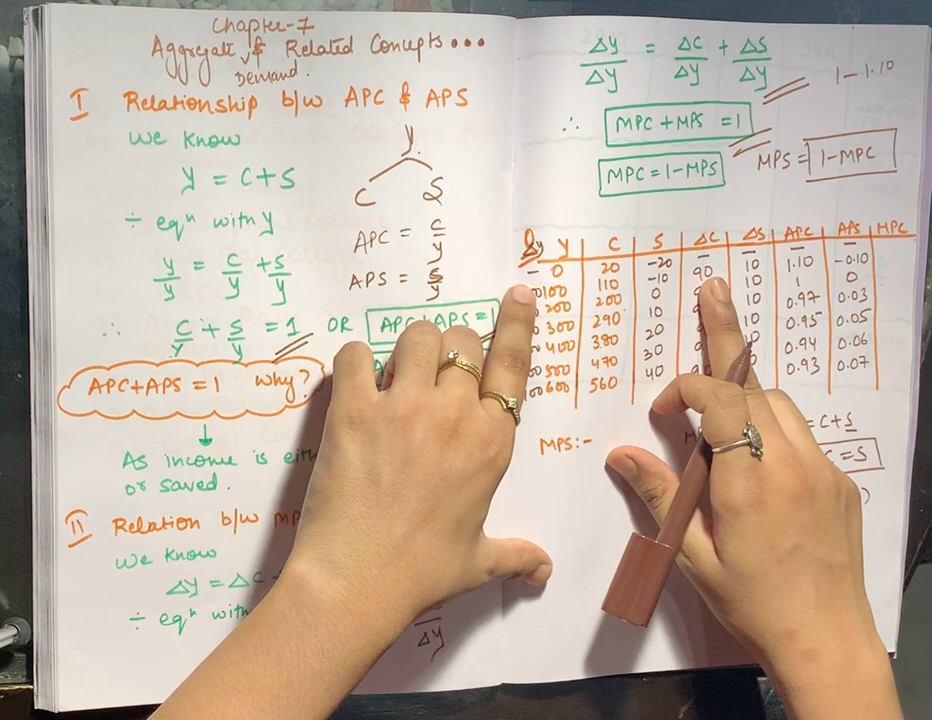 Chapter-7
Aggregate & Related Concepts...
Demand.
I Relationship b/w APC & APS
We know
Y = C+S
÷ eqⁿ with Y
Y/Y = C/Y + S/Y
∴ C/Y + S/Y = 1 OR APC+APS=1
APC+APS=1 why?
As income is
or saved.
II Relation b/w
We know
ΔY = ΔC
÷ eqⁿ with
Y
C S
APC = C/Y
APS = S/Y
ΔY
ΔY/ΔY = ΔC/ΔY + ΔS/ΔY
1-1.10
∴ MPC+MPS=1
MPC=1-MPS
MPS= 1-MPC
ΔY Y C S ΔC ΔS APC APS MPC
- 0 20 -20 - - - -
100 110 -10 90 10 1.10 -0.10
200 200 0 10 1 0
300 290 10 10 0.97 0.03
400 380 20 10 0.95 0.05
500 470 30 0.94 0.06
600 560 40 0.93 0.07
MPS:-
= C+S
C=S